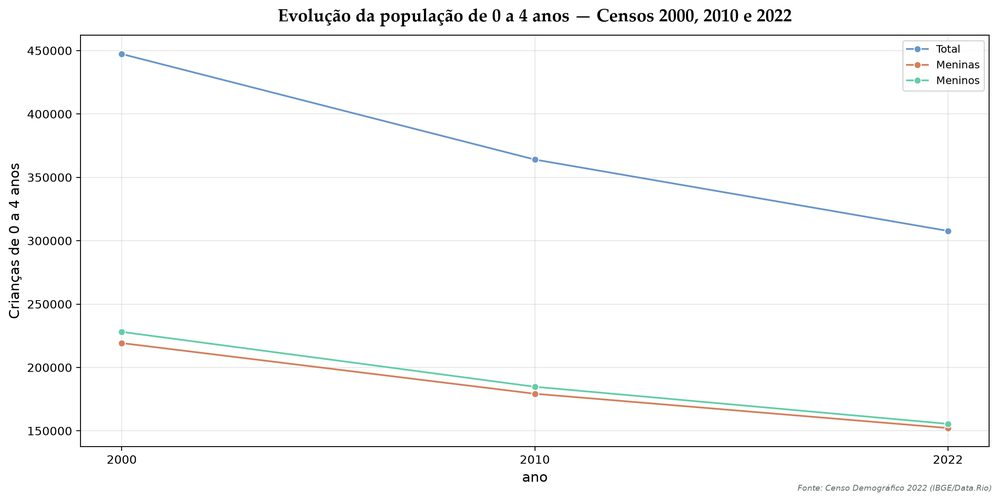 Evolução da população de 0 a 4 anos — Censos 2000, 2010 e 2022
450000
400000
350000
300000
250000
200000
150000
Crianças de 0 a 4 anos
Total
Meninas
Meninos
2000
2010
2022
ano
Fonte: Censo Demográfico 2022 (IBGE/Data.Rio)